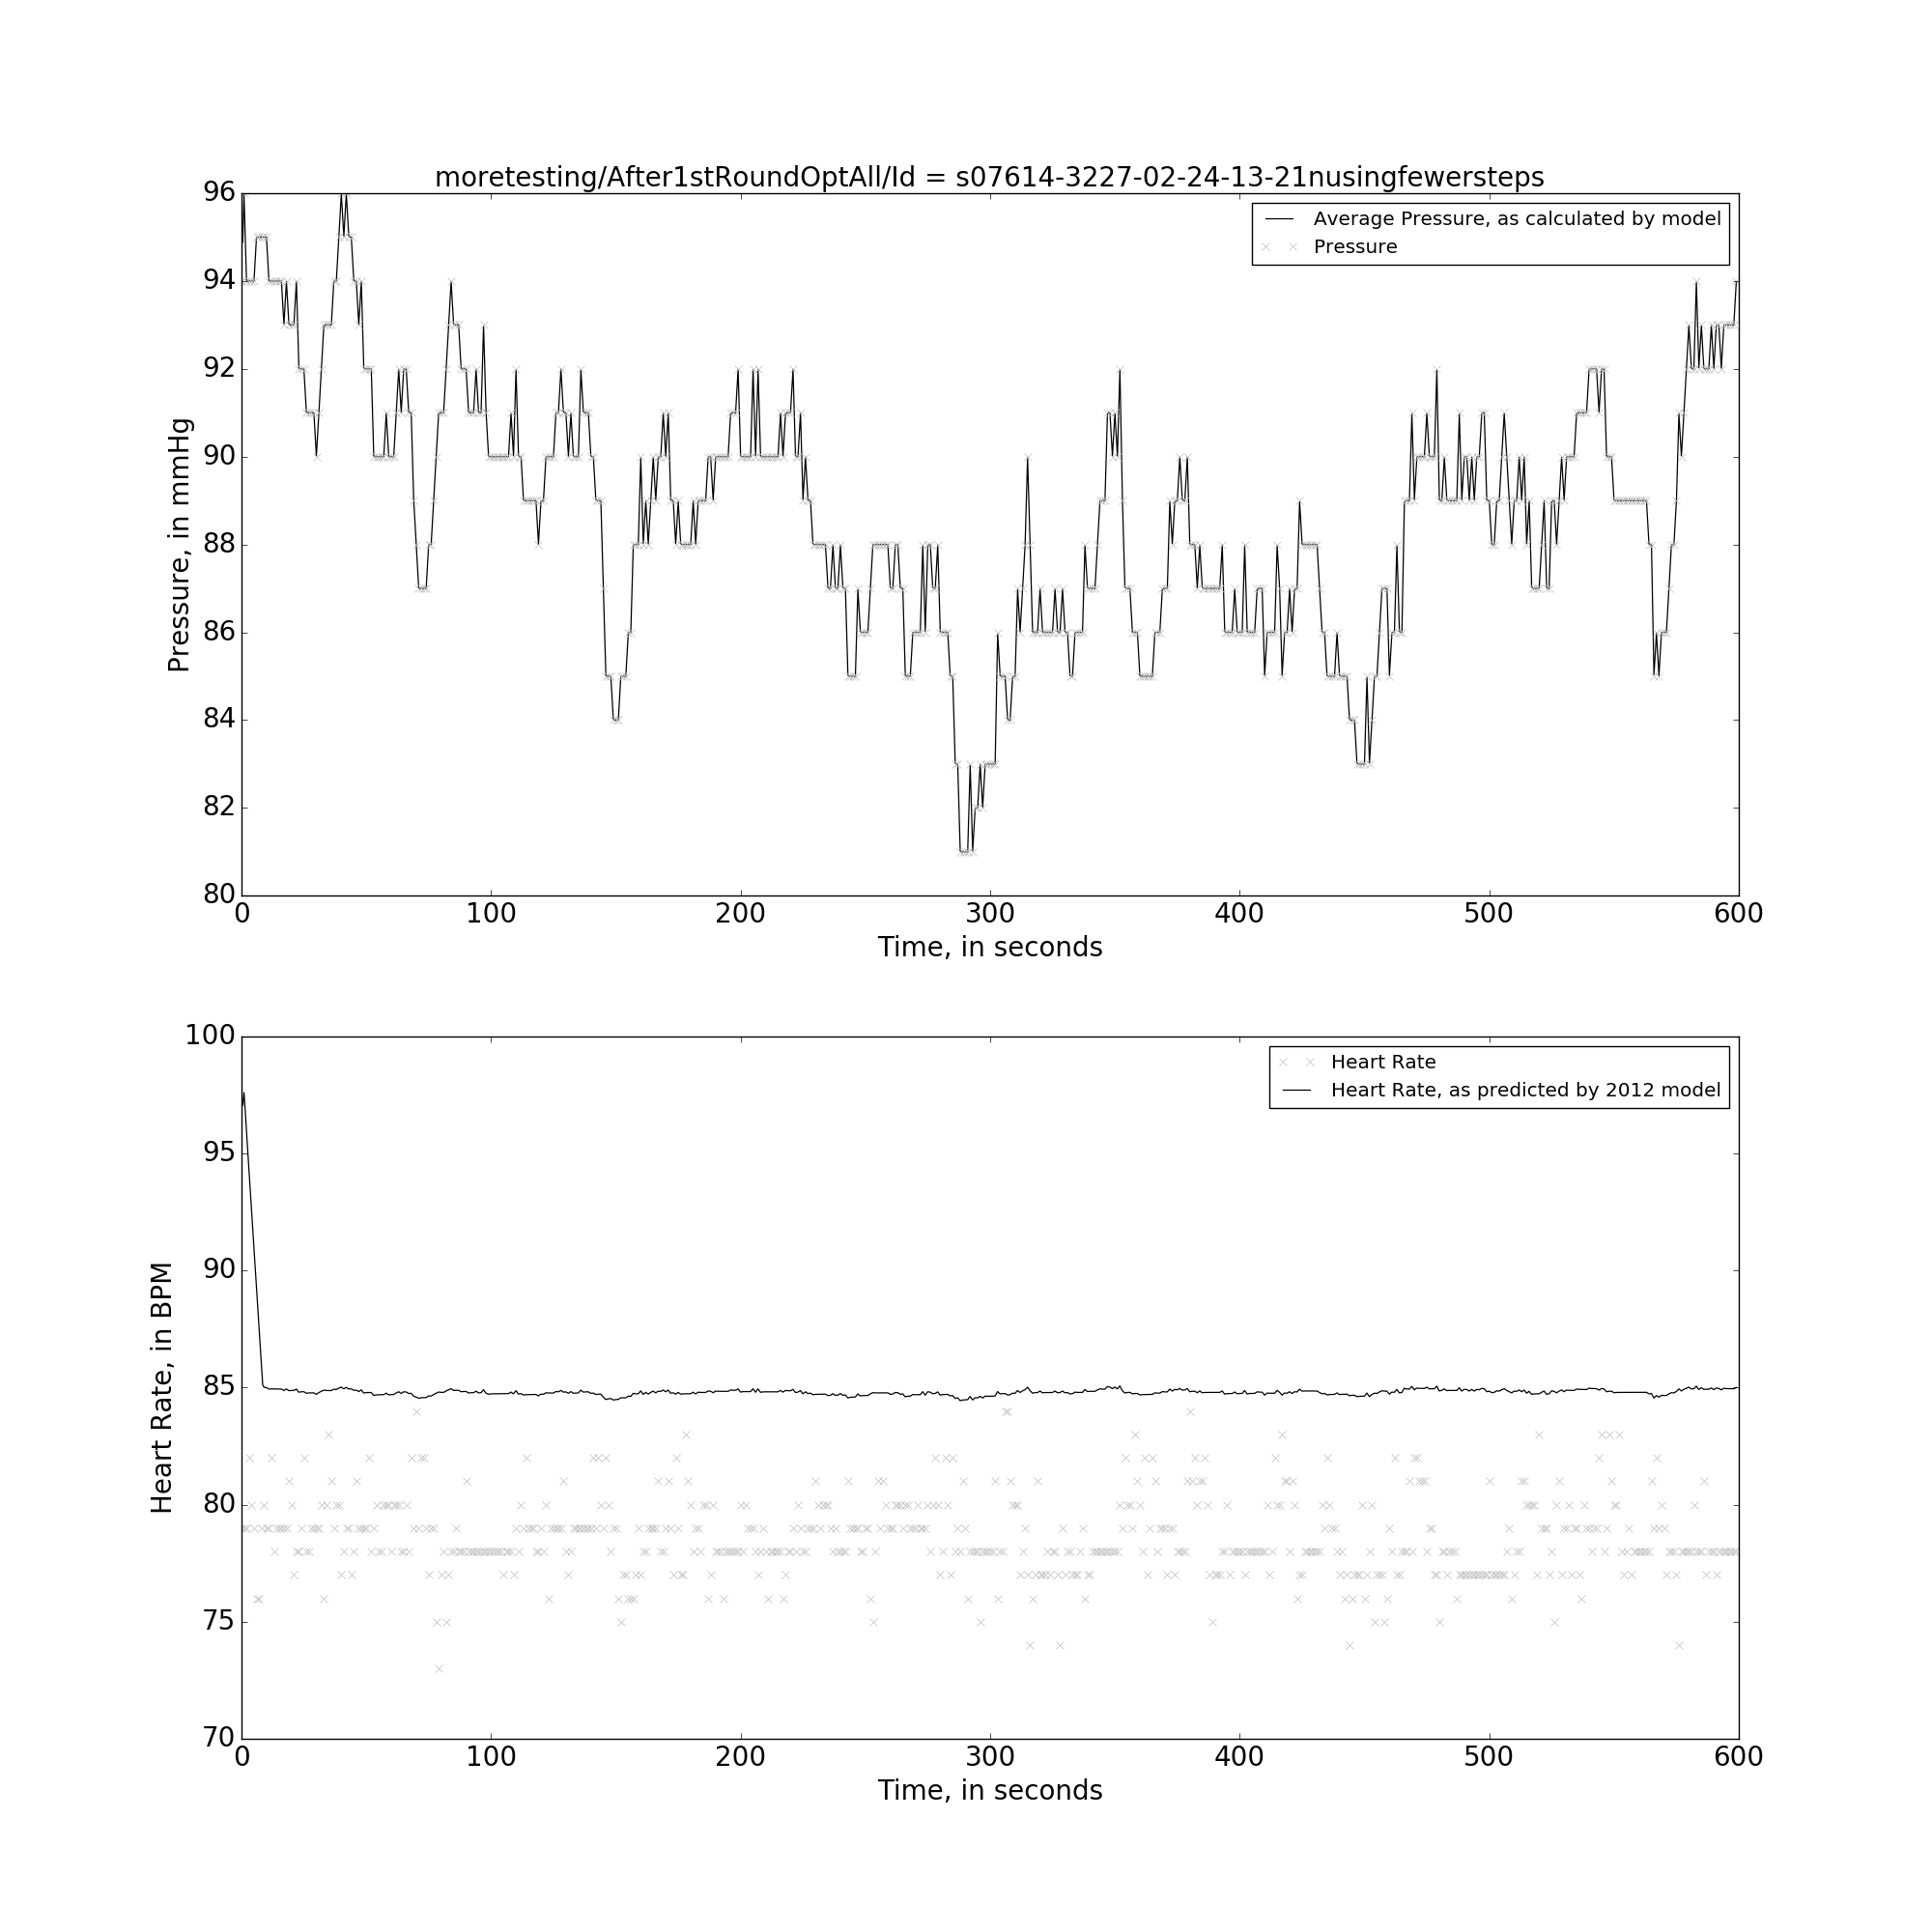 moretesting/After1stRoundOptAll/Id = s07614-3227-02-24-13-21nusingfewersteps
96
94
92
90
88
86
84
82
80
Pressure, in mmHg
Average Pressure, as calculated by model
Pressure
0 100 200 300 400 500 600
Time, in seconds
100
95
90
85
80
75
70
Heart Rate, in BPM
Heart Rate
Heart Rate, as predicted by 2012 model
0 100 200 300 400 500 600
Time, in seconds